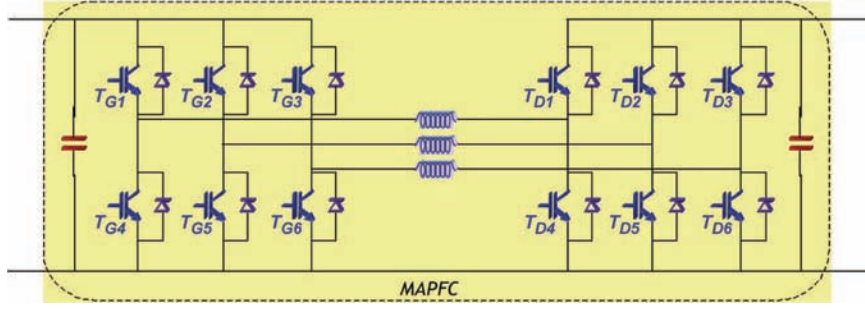 TG1 TG2 TG3 TD1 TD2 TD3
TG4 TG5 TG6 TD4 TD5 TD6
MAPFC